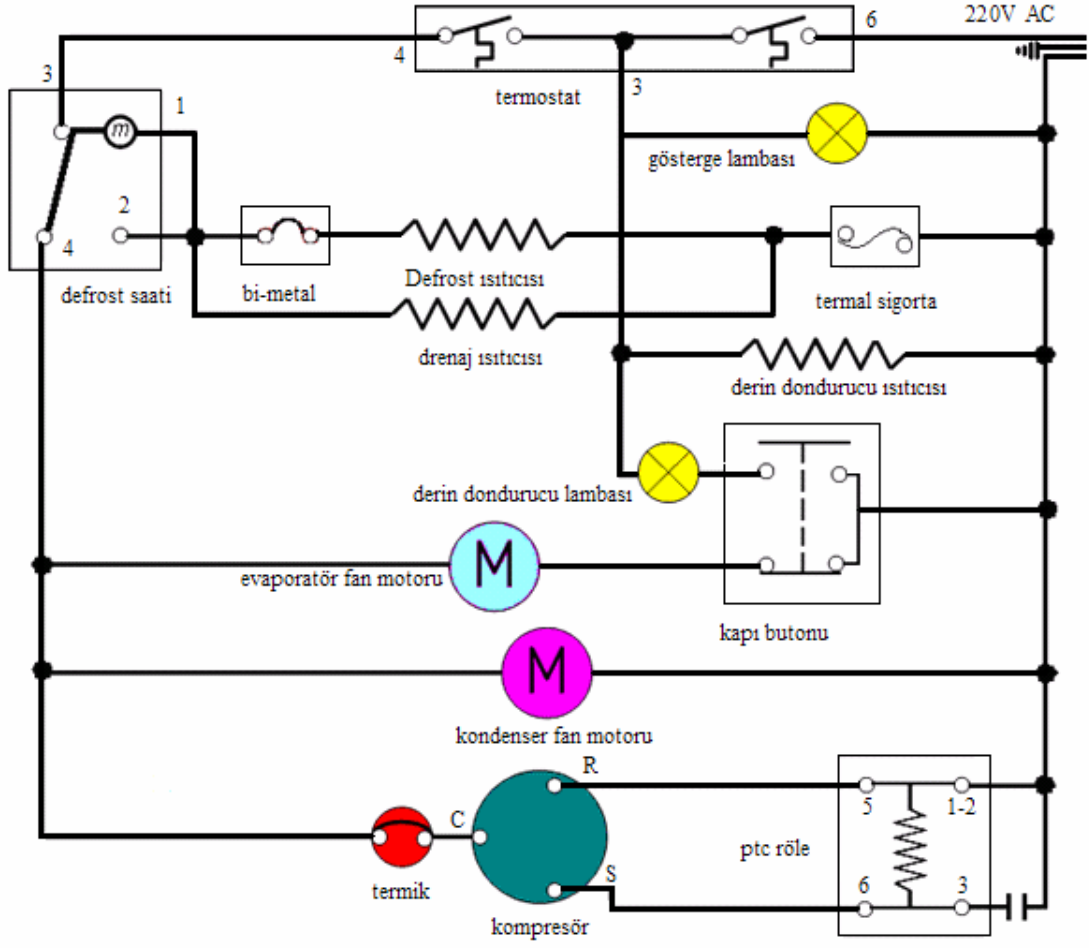 6
220V AC
4
3
termostat
3
1
m
gösterge lambası
2
4
defrost saati
bi-metal
Defrost ısıtıcısı
termal sigorta
drenaj ısıtıcısı
derin dondurucu ısıtıcısı
derin dondurucu lambası
M
evaporatör fan motoru
kapı butonu
M
kondenser fan motoru
R
5
1-2
C
ptc röle
termik
S
6
3
kompresör